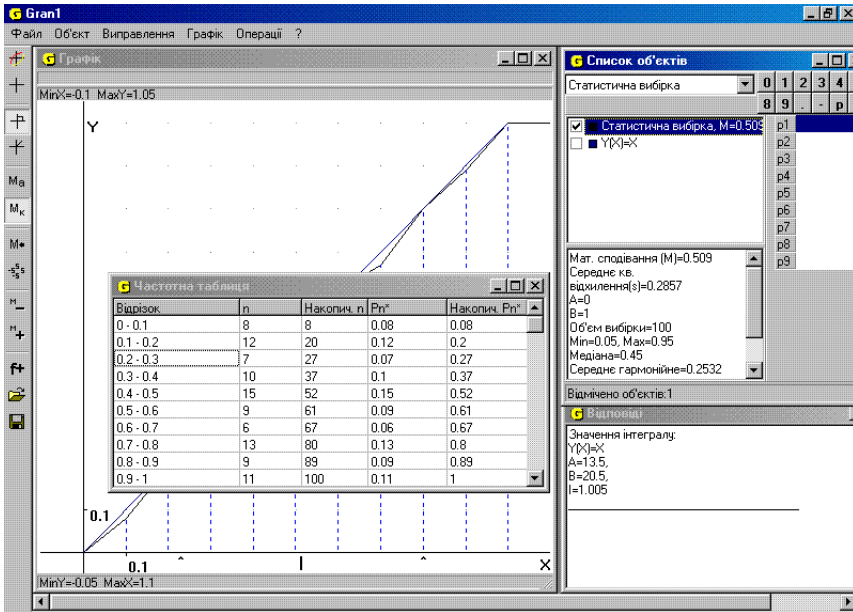 Gran1
Файл Об'єкт Виправлення Графік Операції ?
Графік
MinX=-0.1 MaxY=1.05
Y
0.1
0.1
X
MinY=-0.05 MaxX=1.1
Ma
Mк
M
S S S S
M
M
f+
Частотна таблиця
Відрізок n Накопич. n Pn* Накопич. Pn*
0 - 0.1 8 8 0.08 0.08
0.1 - 0.2 12 20 0.12 0.2
0.2 - 0.3 7 27 0.07 0.27
0.3 - 0.4 10 37 0.1 0.37
0.4 - 0.5 15 52 0.15 0.52
0.5 - 0.6 9 61 0.09 0.61
0.6 - 0.7 6 67 0.06 0.67
0.7 - 0.8 13 80 0.13 0.8
0.8 - 0.9 9 89 0.09 0.89
0.9 - 1 11 100 0.11 1
Список об'єктів
Статистична вибірка
0 1 2 3 4
8 9 . - p
Статистична вибірка, M=0.509
Y(X)=X
p1
p2
p3
p4
p5
p6
p7
p8
p9
Мат. сподівання (M)=0.509
Середнє кв.
відхилення(s)=0.2857
A=0
B=1
Об'єм вибірки=100
Min=0.05, Max=0.95
Медиана=0.45
Середнє гармонійне=0.2532
Відмічено об'єктів:1
Відповіді
Значення інтегралу:
Y(X)=X
A=13.5,
B=20.5,
I=1.005